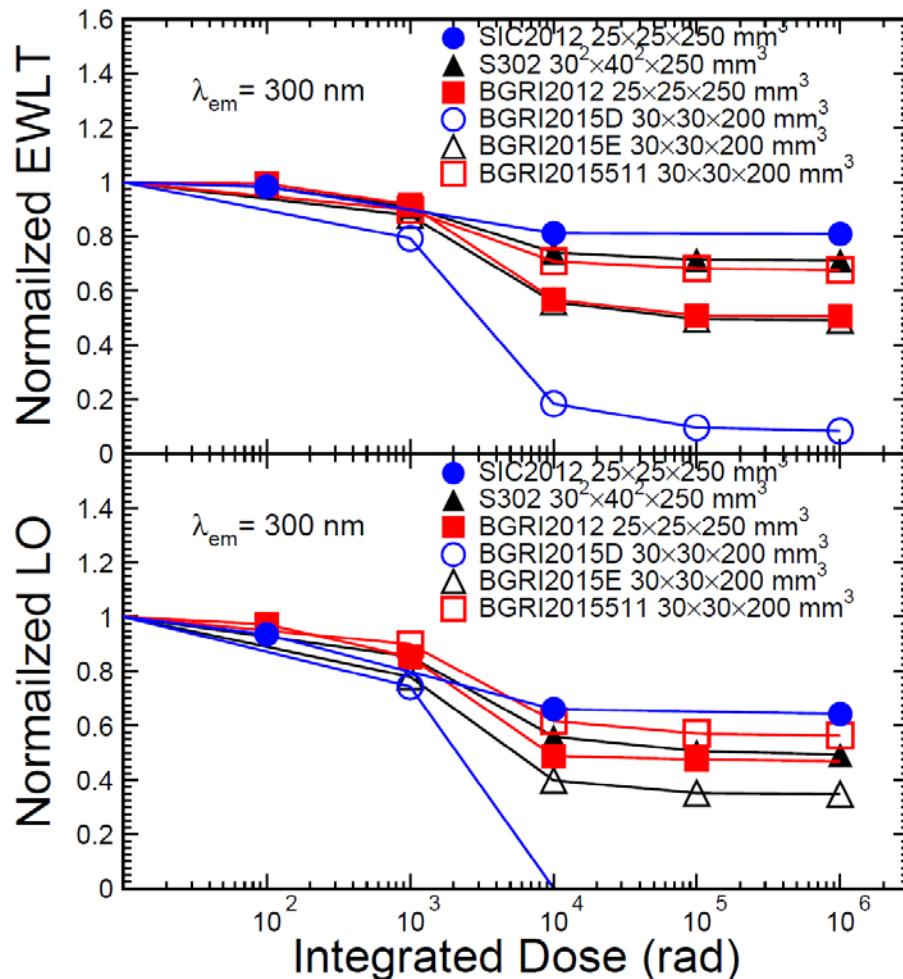 Normailzed EWLT
1.6
1.4
1.2
1
0.8
0.6
0.4
0.2
0
λem= 300 nm
SIC2012 25×25×250 mm³
S302 30²×40²×250 mm³
BGRI2012 25×25×250 mm³
BGRI2015D 30×30×200 mm³
BGRI2015E 30×30×200 mm³
BGRI2015511 30×30×200 mm³
Normailzed LO
1.4
1.2
1
0.8
0.6
0.4
0.2
0
λem= 300 nm
SIC2012 25×25×250 mm³
S302 30²×40²×250 mm³
BGRI2012 25×25×250 mm³
BGRI2015D 30×30×200 mm³
BGRI2015E 30×30×200 mm³
BGRI2015511 30×30×200 mm³
10² 10³ 10⁴ 10⁵ 10⁶
Integrated Dose (rad)